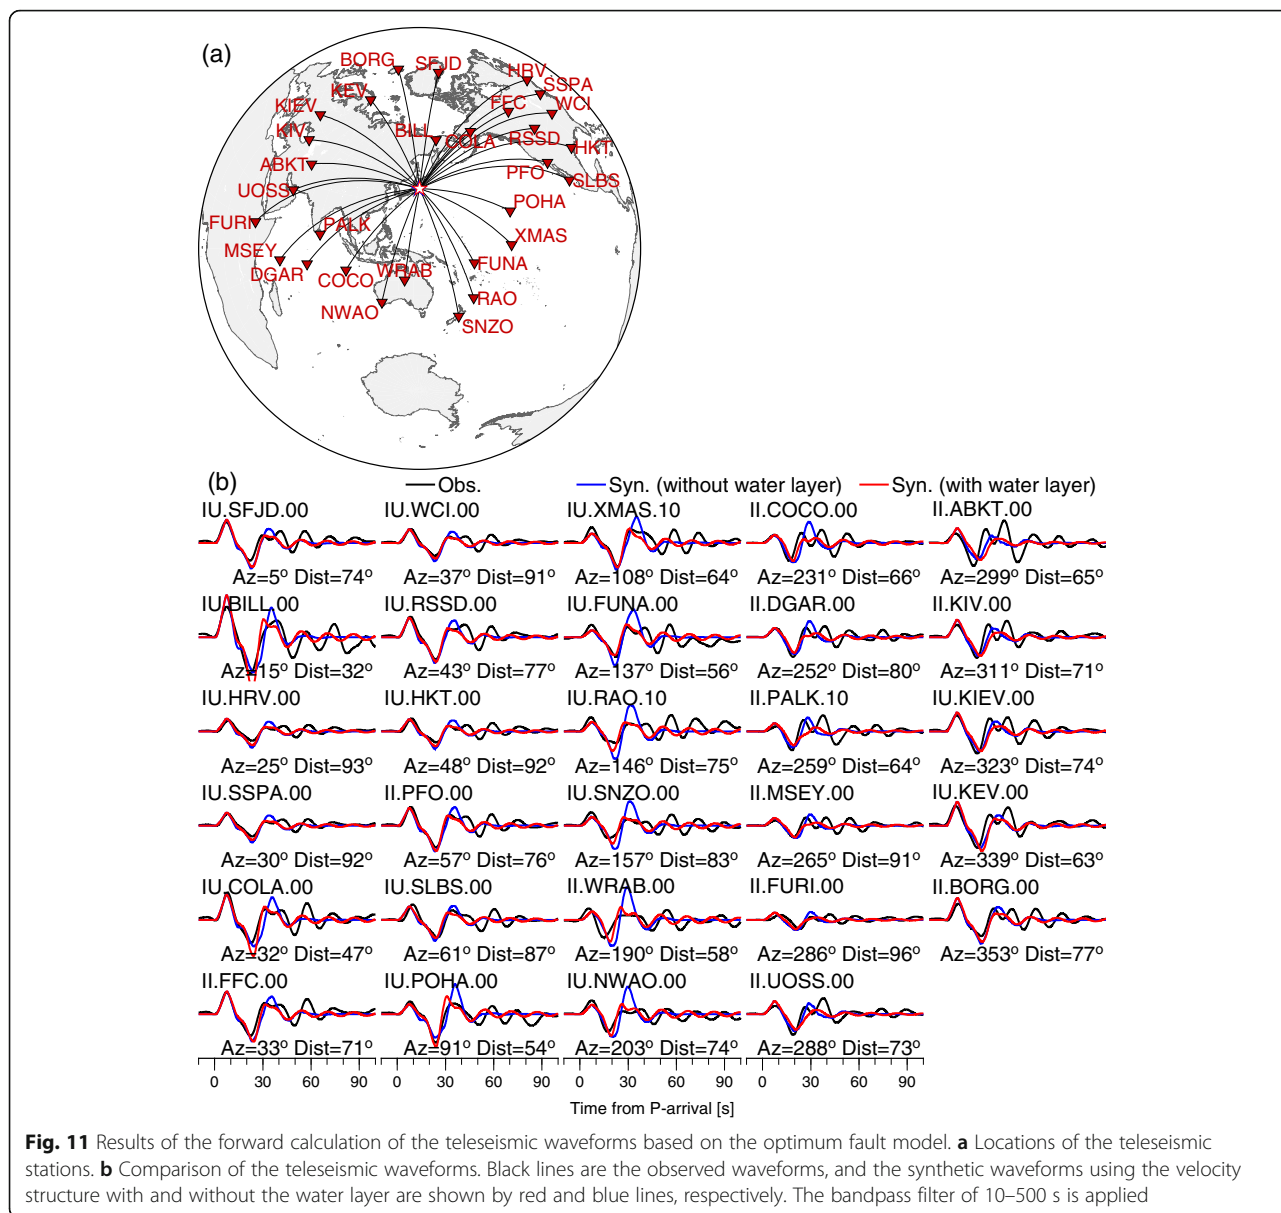 (a)
BORG
SFJD
HRV
SSPA
KEV
FFC
WCI
KIEV
KIV
BILL
COLA
RSSD
HKT
ABKT
PFO
SLBS
UOSS
POHA
FURI
PALK
XMAS
MSEY
DGAR
COCO
WRAB
FUNA
NWAO
RAO
SNZO
(b)
Obs. Syn. (without water layer) Syn. (with water layer)
IU.SFJD.00 IU.WCI.00 IU.XMAS.10 II.COCO.00 II.ABKT.00
Az=5° Dist=74° Az=37° Dist=91° Az=108° Dist=64° Az=231° Dist=66° Az=299° Dist=65°
IU.BILL.00 IU.RSSD.00 IU.FUNA.00 II.DGAR.00 II.KIV.00
Az=15° Dist=32° Az=43° Dist=77° Az=137° Dist=56° Az=252° Dist=80° Az=311° Dist=71°
IU.HRV.00 IU.HKT.00 IU.RAO.10 II.PALK.10 IU.KIEV.00
Az=25° Dist=93° Az=48° Dist=92° Az=146° Dist=75° Az=259° Dist=64° Az=323° Dist=74°
IU.SSPA.00 II.PFO.00 IU.SNZO.00 II.MSEY.00 IU.KEV.00
Az=30° Dist=92° Az=57° Dist=76° Az=157° Dist=83° Az=265° Dist=91° Az=339° Dist=63°
IU.COLA.00 IU.SLBS.00 II.WRAB.00 II.FURI.00 II.BORG.00
Az=32° Dist=47° Az=61° Dist=87° Az=190° Dist=58° Az=286° Dist=96° Az=353° Dist=77°
II.FFC.00 IU.POHA.00 IU.NWAO.00 II.UOSS.00
Az=33° Dist=71° Az=91° Dist=54° Az=203° Dist=74° Az=288° Dist=73°
0 30 60 90 0 30 60 90 0 30 60 90 0 30 60 90
Time from P-arrival [s]
Fig. 11 Results of the forward calculation of the teleseismic waveforms based on the optimum fault model. a Locations of the teleseismic
stations. b Comparison of the teleseismic waveforms. Black lines are the observed waveforms, and the synthetic waveforms using the velocity
structure with and without the water layer are shown by red and blue lines, respectively. The bandpass filter of 10–500 s is applied